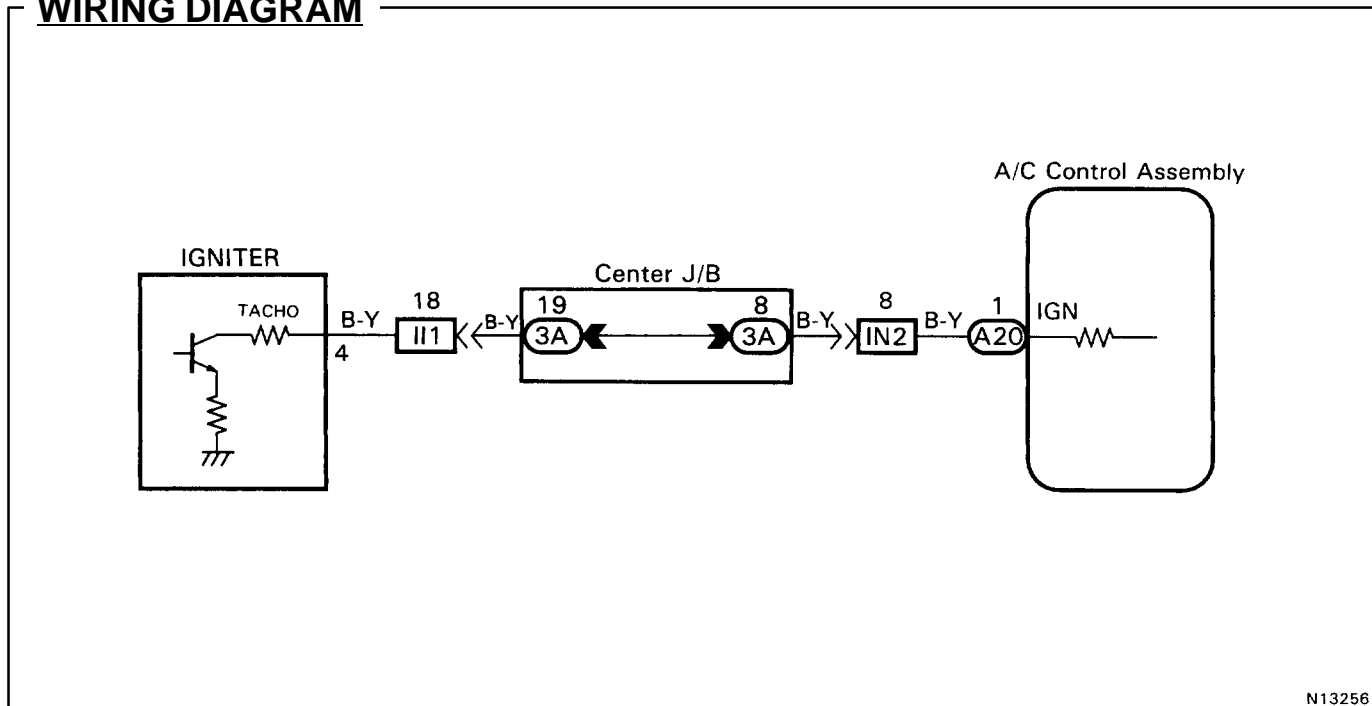 WIRING DIAGRAM
A/C Control Assembly
IGNITER
Center J/B
TACHO
B-Y
4
18
II1
B-Y
19
3A
8
3A
B-Y
8
IN2
B-Y
1
A20
IGN
N13256